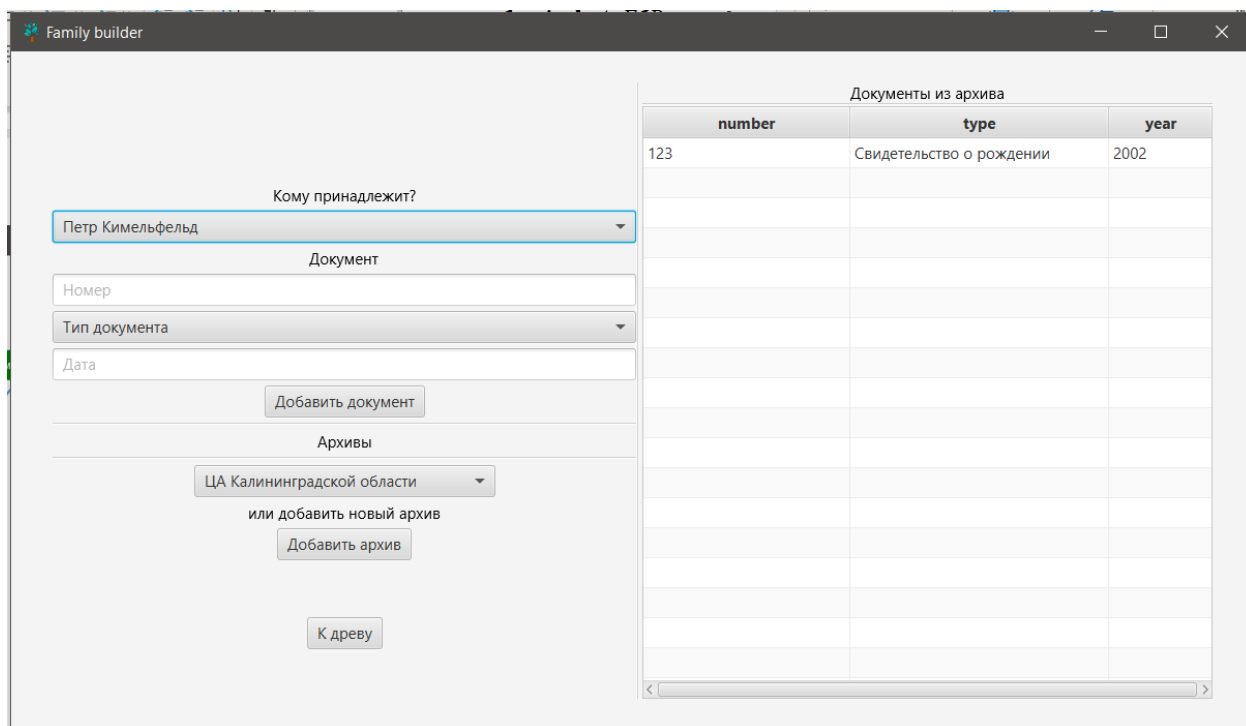 Family builder
Кому принадлежит?
Петр Кимельфельд
Документ
Номер
Тип документа
Дата
Добавить документ
Архивы
ЦА Калининградской области
или добавить новый архив
Добавить архив
К древу
Документы из архива
number type year
123 Свидетельство о рождении 2002